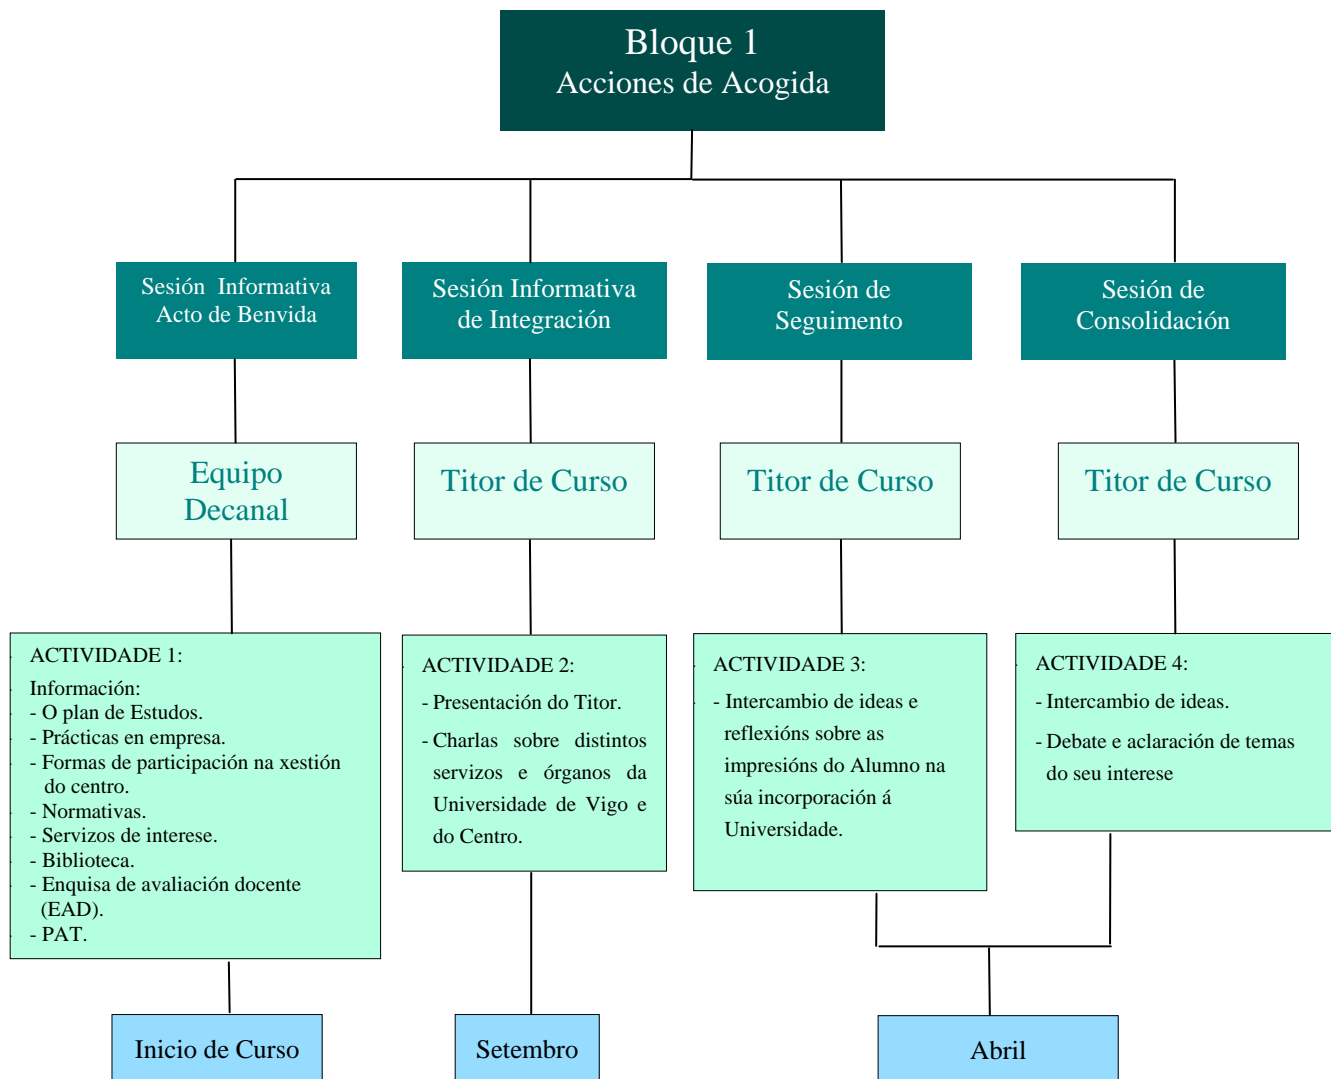 Bloque 1
Acciones de Acogida
Sesión Informativa
Acto de Benvida
Sesión Informativa
de Integración
Sesión de
Seguimento
Sesión de
Consolidación
Equipo
Decanal
Titor de Curso
Titor de Curso
Titor de Curso
ACTIVIDADE 1:
Información:
- O plan de Estudos.
- Prácticas en empresa.
- Formas de participación na xestión
do centro.
- Normativas.
- Servizos de interese.
- Biblioteca.
- Enquisa de avaliación docente
(EAD).
- PAT.
ACTIVIDADE 2:
- Presentación do Titor.
- Charlas sobre distintos
servizos e órganos da
Universidade de Vigo e
do Centro.
ACTIVIDADE 3:
- Intercambio de ideas e
reflexións sobre as
impresións do Alumno na
súa incorporación á
Universidade.
ACTIVIDADE 4:
- Intercambio de ideas.
- Debate e aclaración de temas
do seu interese
Inicio de Curso
Setembro
Abril